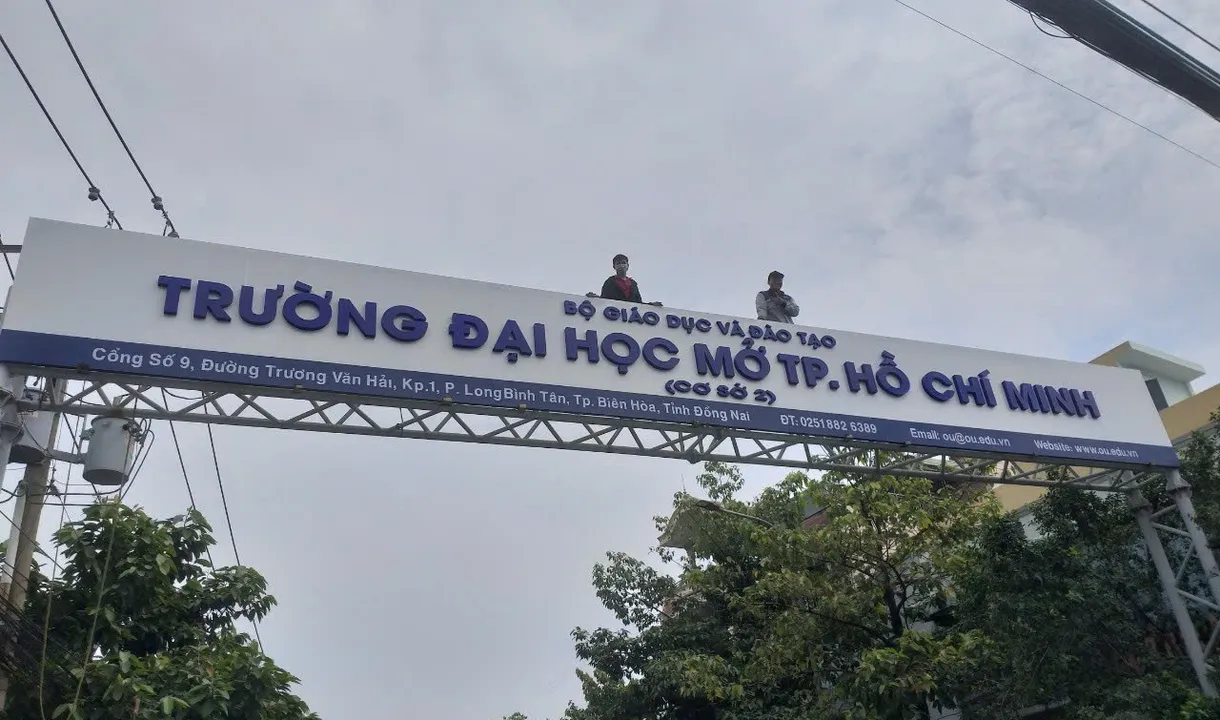 BỘ GIÁO DỤC VÀ ĐÀO TẠO
TRƯỜNG ĐẠI HỌC MỞ TP. HỒ CHÍ MINH
(CƠ SỞ 2)
Cổng Số 9, Đường Trương Văn Hải, Kp.1, P. LongBình Tân, Tp. Biên Hòa, Tỉnh Đồng Nai ĐT: 0251 882 6389 Email: ou@ou.edu.vn Website: www.ou.edu.vn